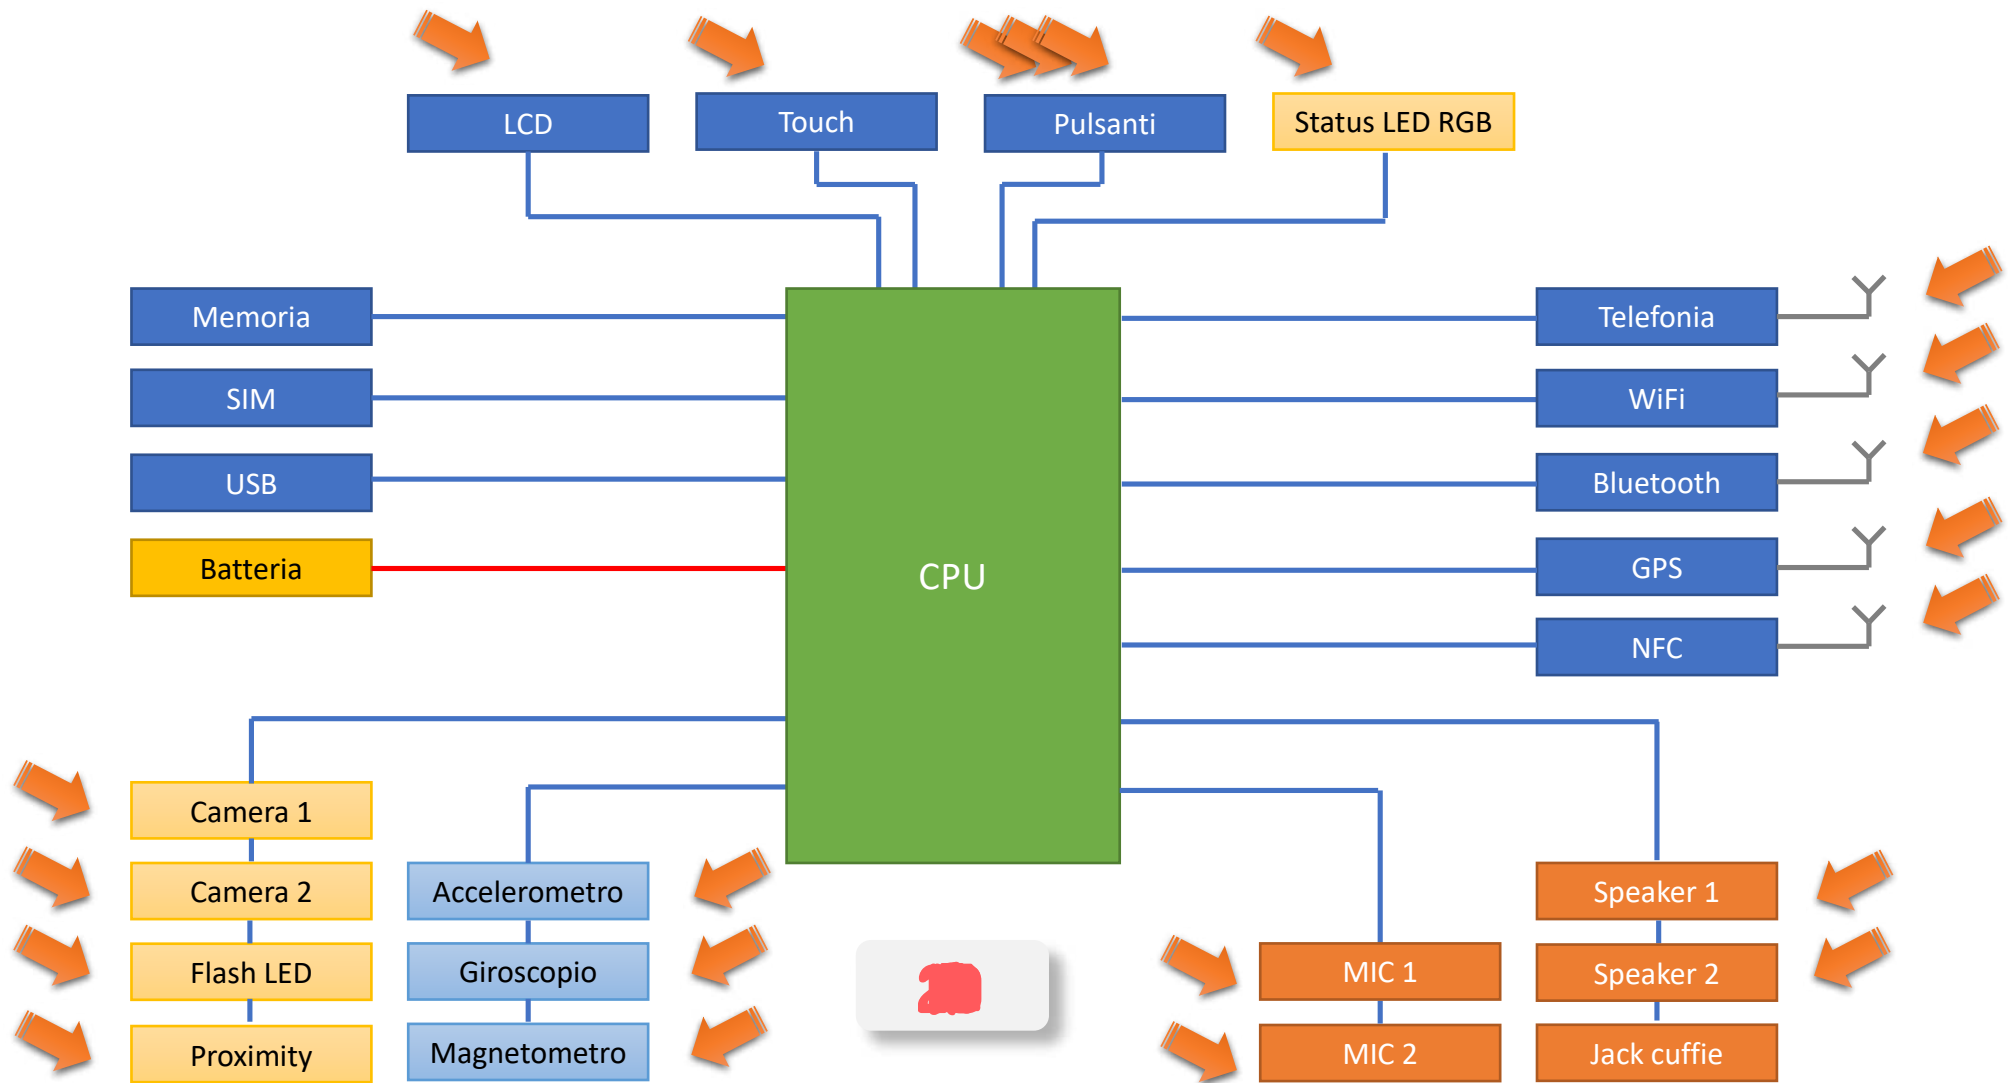 LCD
Touch
Pulsanti
Status LED RGB
Memoria
SIM
USB
Batteria
CPU
Telefonia
WiFi
Bluetooth
GPS
NFC
Camera 1
Camera 2
Flash LED
Proximity
Accelerometro
Giroscopio
Magnetometro
MIC 1
MIC 2
Speaker 1
Speaker 2
Jack cuffie